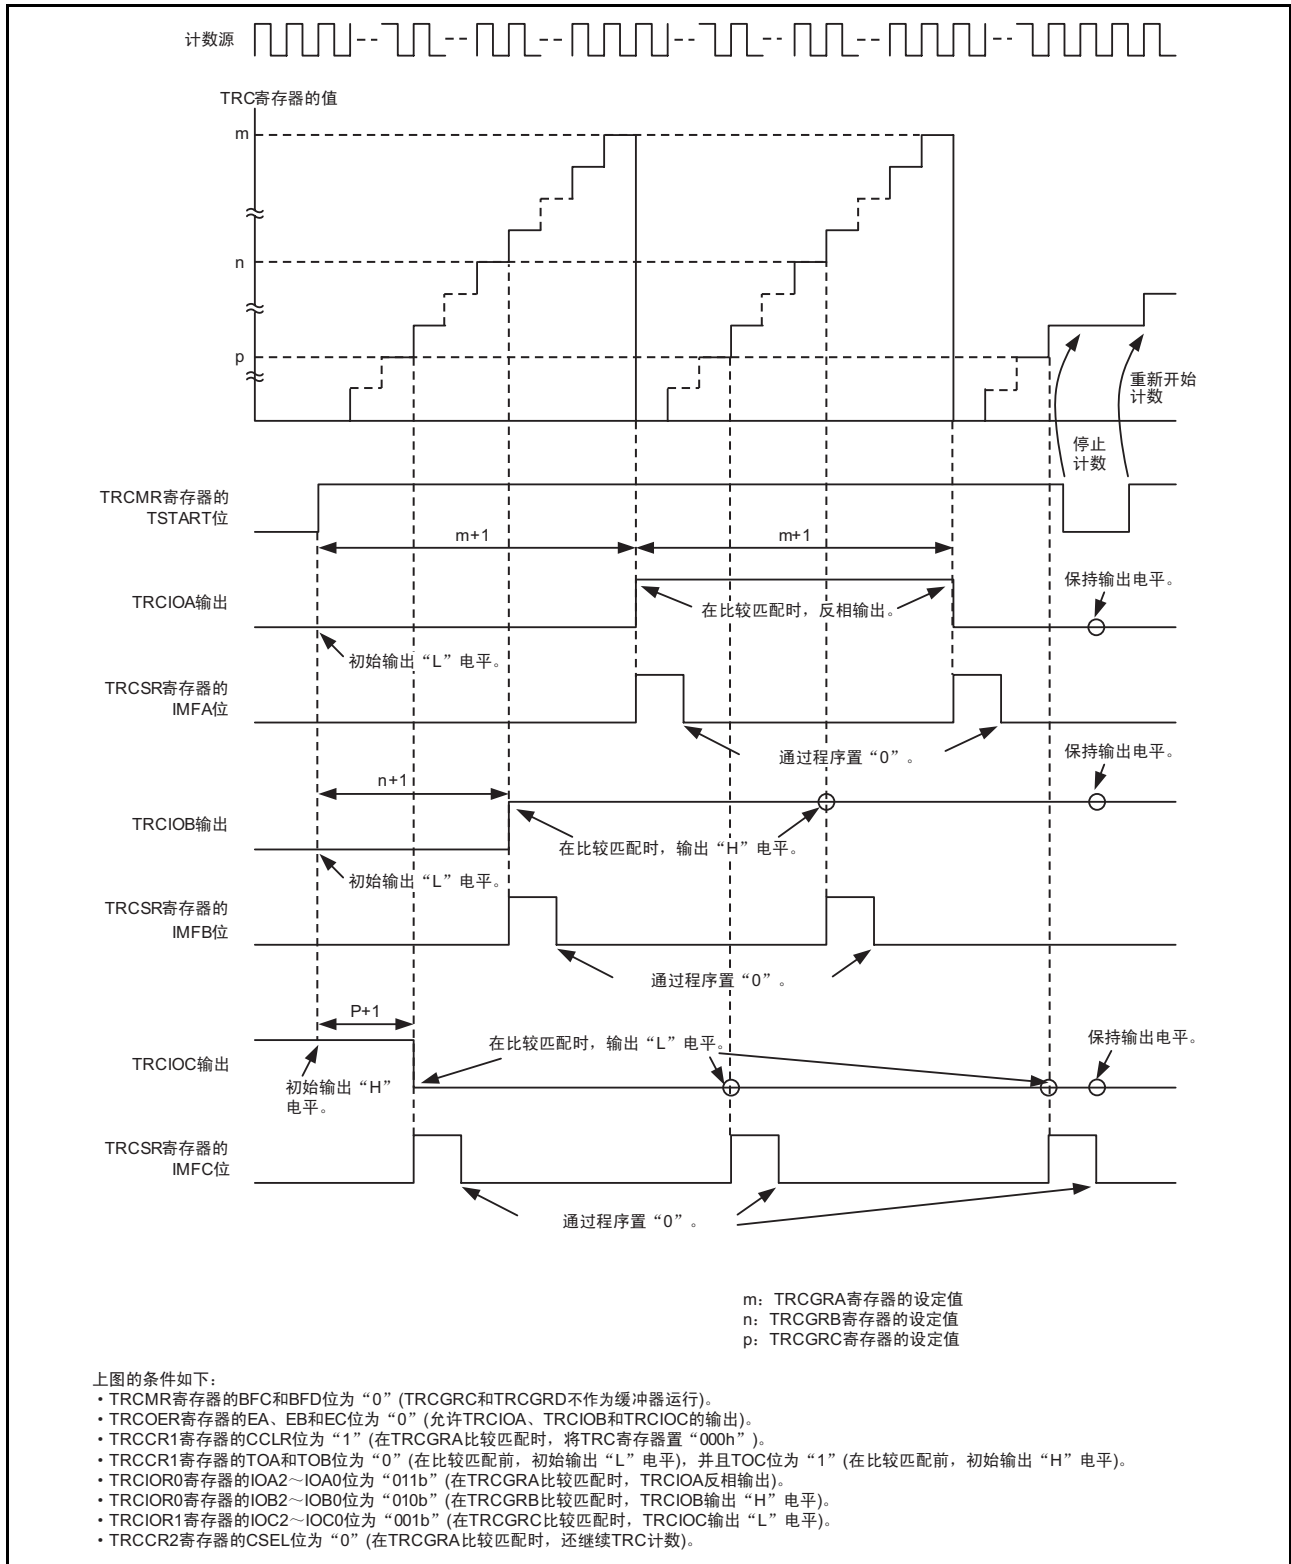 计数源
TRC寄存器的值
m
n
p
重新开始
计数
停止
计数
TRCMR寄存器的
TSTART位
m+1
m+1
保持输出电平。
TRCIOA输出
在比较匹配时，反相输出。
初始输出“L”电平。
TRCSR寄存器的
IMFA位
通过程序置“0”。
保持输出电平。
n+1
TRCIOB输出
在比较匹配时，输出“H”电平。
初始输出“L”电平。
TRCSR寄存器的
IMFB位
通过程序置“0”。
P+1
保持输出电平。
在比较匹配时，输出“L”电平。
TRCIOC输出
初始输出“H”
电平。
TRCSR寄存器的
IMFC位
通过程序置“0”。
m：TRCGRA寄存器的设定值
n：TRCGRB寄存器的设定值
p：TRCGRC寄存器的设定值
上图的条件如下：
・TRCMR寄存器的BFC和BFD位为“0”(TRCGRC和TRCGRD不作为缓冲器运行)。
・TRCOER寄存器的EA、EB和EC位为“0”(允许TRCIOA、TRCIOB和TRCIOC的输出)。
・TRCCR1寄存器的CCLR位为“1”(在TRCGRA比较匹配时，将TRC寄存器置“000h”)。
・TRCCR1寄存器的TOA和TOB位为“0”(在比较匹配前，初始输出“L”电平)，并且TOC位为“1”(在比较匹配前，初始输出“H”电平)。
・TRCIOR0寄存器的IOA2～IOA0位为“011b”(在TRCGRA比较匹配时，TRCIOA反相输出)。
・TRCIOR0寄存器的IOB2～IOB0位为“010b”(在TRCGRB比较匹配时，TRCIOB输出“H”电平)。
・TRCIOR1寄存器的IOC2～IOC0位为“001b”(在TRCGRC比较匹配时，TRCIOC输出“L”电平)。
・TRCCR2寄存器的CSEL位为“0”(在TRCGRA比较匹配时，还继续TRC计数)。